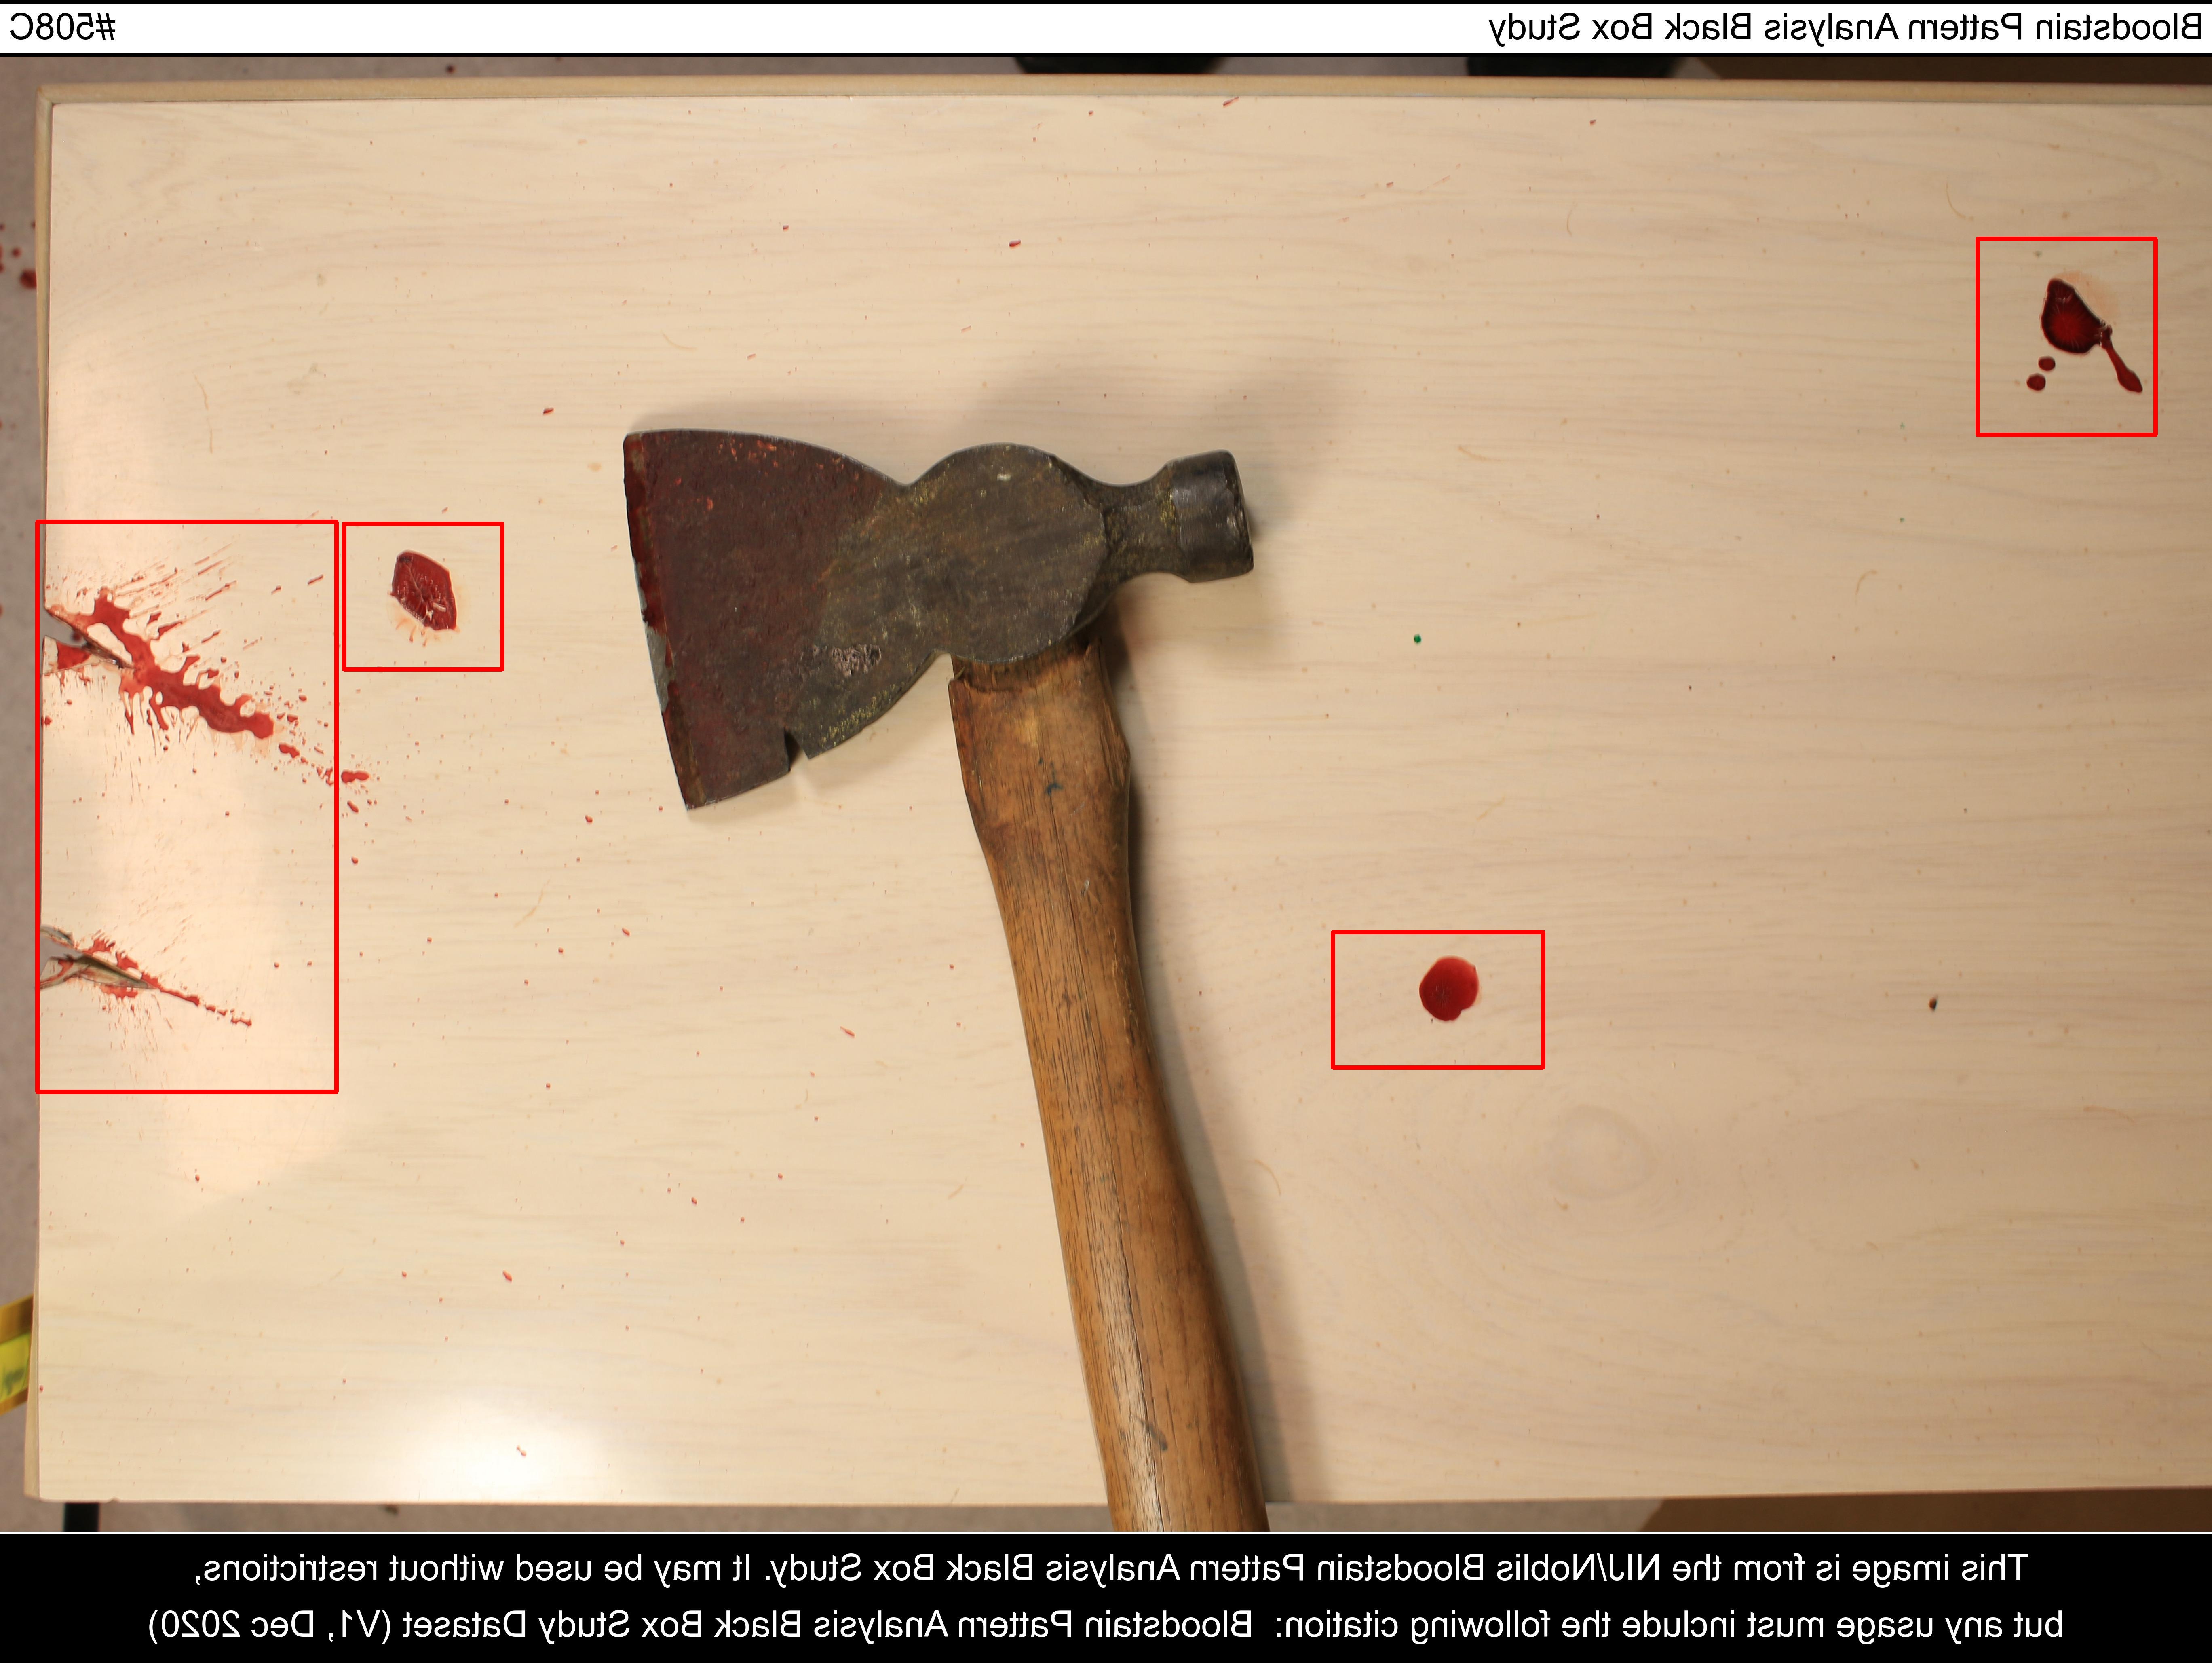 Bloodstain Pattern Analysis Black Box Study
#508C
This image is from the NIJ/Noblis Bloodstain Pattern Analysis Black Box Study. It may be used without restrictions,
but any usage must include the following citation: Bloodstain Pattern Analysis Black Box Study Dataset (V1, Dec 2020)